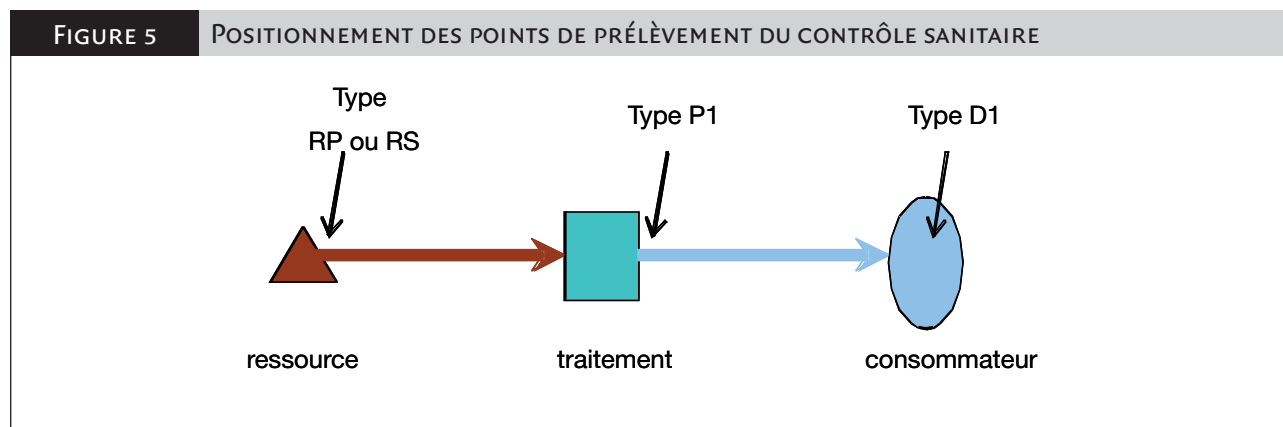 FIGURE 5
POSITIONNEMENT DES POINTS DE PRÉLÈVEMENT DU CONTRÔLE SANITAIRE
Type
RP ou RS
Type P1
Type D1
ressource
traitement
consommateur